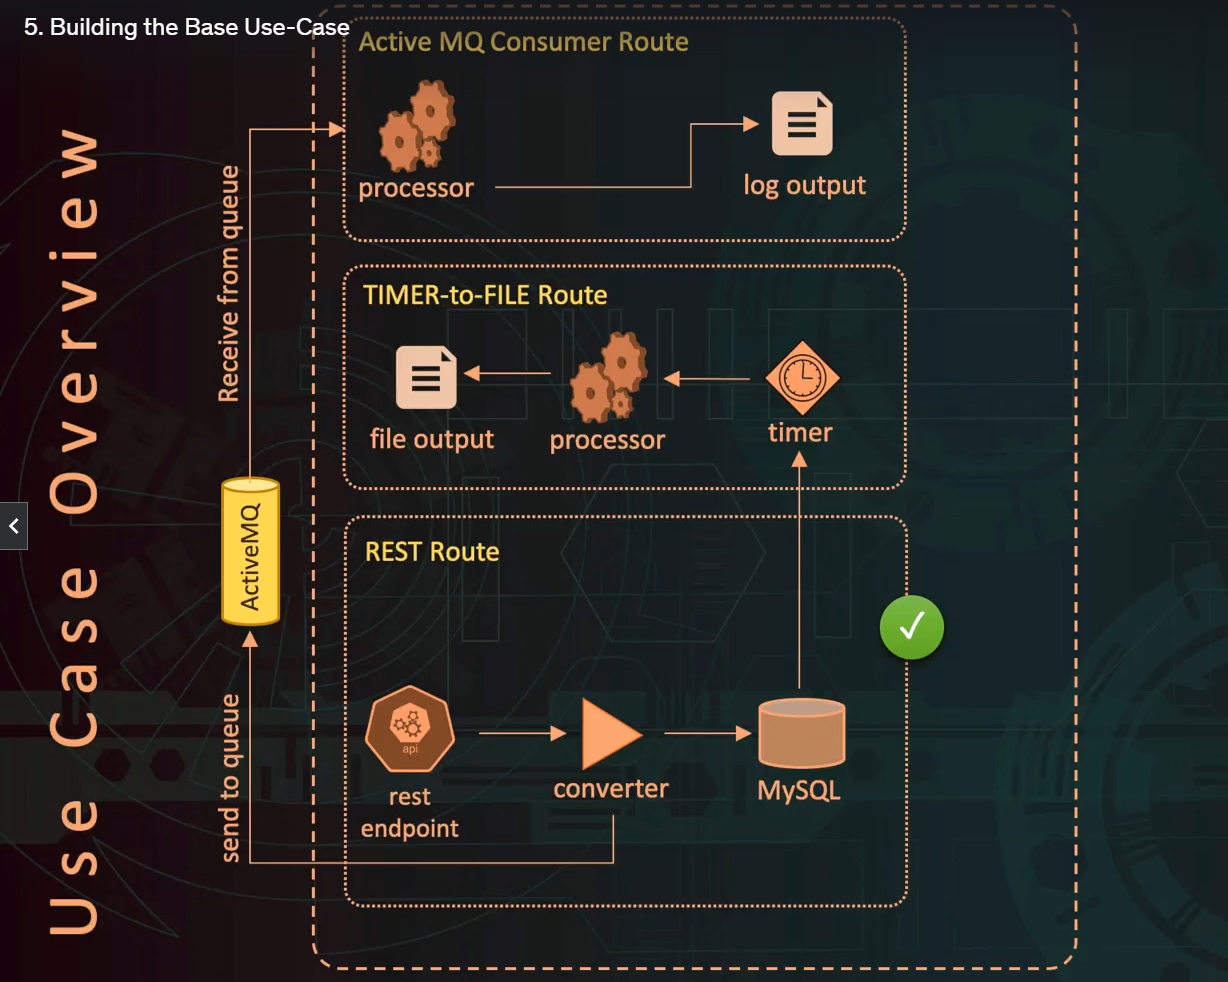 5. Building the Base Use-Case
Use Case Overview
Active MQ Consumer Route
processor
log output
Receive from queue
TIMER-to-FILE Route
file output
processor
timer
ActiveMQ
REST Route
api
rest
endpoint
converter
MySQL
send to queue